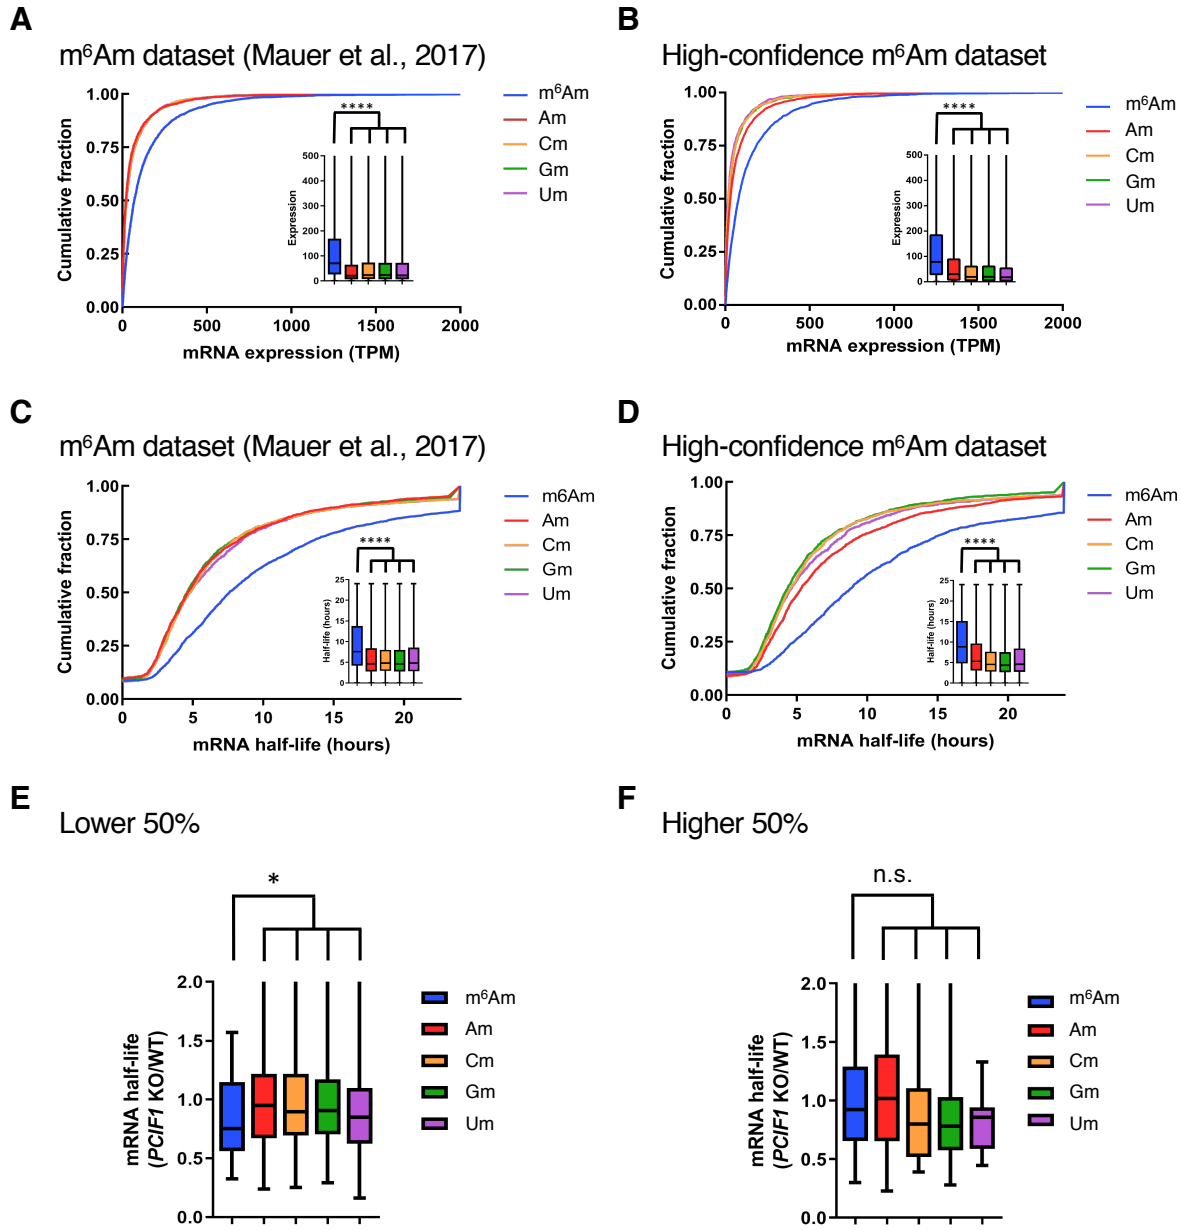 A
m⁶Am dataset (Mauer et al., 2017)
Cumulative fraction
1.00
0.75
0.50
0.25
0.00
0
500
1000
1500
2000
mRNA expression (TPM)
****
Expression
500
400
300
200
100
0
m⁶Am
Am
Cm
Gm
Um
B
High-confidence m⁶Am dataset
Cumulative fraction
1.00
0.75
0.50
0.25
0.00
0
500
1000
1500
2000
mRNA expression (TPM)
****
Expression
500
400
300
200
100
0
m⁶Am
Am
Cm
Gm
Um
C
m⁶Am dataset (Mauer et al., 2017)
Cumulative fraction
1.00
0.75
0.50
0.25
0.00
0
5
10
15
20
mRNA half-life (hours)
****
Half-life (hours)
25
20
15
10
5
0
m6Am
Am
Cm
Gm
Um
D
High-confidence m⁶Am dataset
Cumulative fraction
1.00
0.75
0.50
0.25
0.00
0
5
10
15
20
mRNA half-life (hours)
****
Half-life (hours)
25
20
15
10
5
0
m6Am
Am
Cm
Gm
Um
E
Lower 50%
*
mRNA half-life
(PCIF1 KO/WT)
2.0
1.5
1.0
0.5
0.0
m⁶Am
Am
Cm
Gm
Um
F
Higher 50%
n.s.
mRNA half-life
(PCIF1 KO/WT)
2.0
1.5
1.0
0.5
0.0
m⁶Am
Am
Cm
Gm
Um